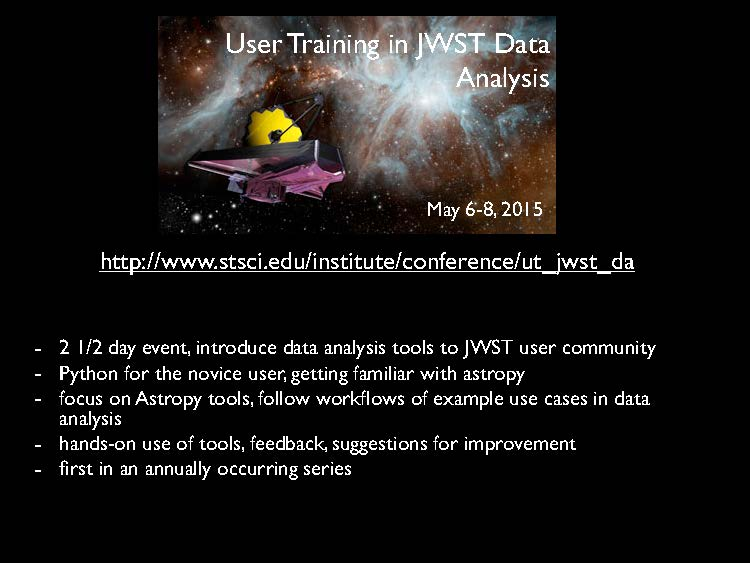 User Training in JWST Data
Analysis
May 6-8, 2015
http://www.stsci.edu/institute/conference/ut_jwst_da
- 2 1/2 day event, introduce data analysis tools to JWST user community
- Python for the novice user, getting familiar with astropy
- focus on Astropy tools, follow workflows of example use cases in data
analysis
- hands-on use of tools, feedback, suggestions for improvement
- first in an annually occurring series